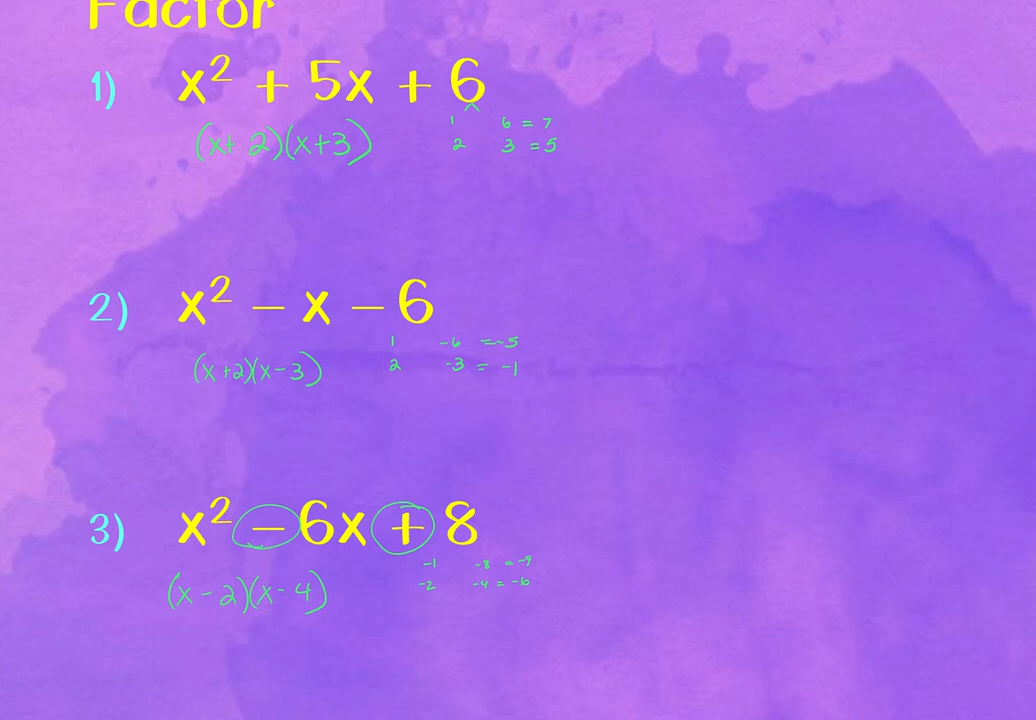 Factor
1) x² + 5x + 6
1 6 = 7
(x+2)(x+3) 2 3 = 5
2) x² − x − 6
1 -6 = -5
(x+2)(x-3) 2 -3 = -1
3) x² − 6x + 8
-1 -8 = -9
(x-2)(x-4) -2 -4 = -6